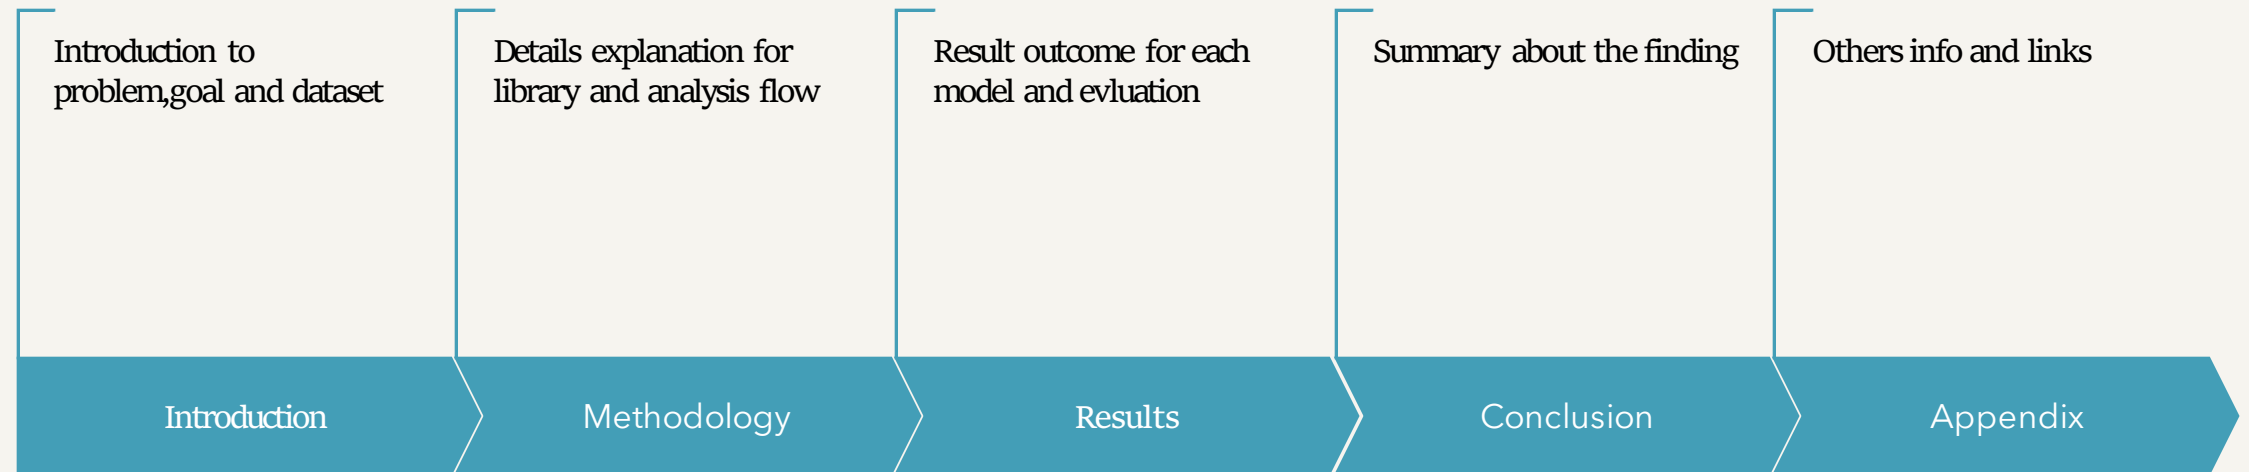 Introduction to
problem,goal and dataset
Details explanation for
library and analysis flow
Result outcome for each
model and evluation
Summary about the finding
Others info and links
Introduction
Methodology
Results
Conclusion
Appendix